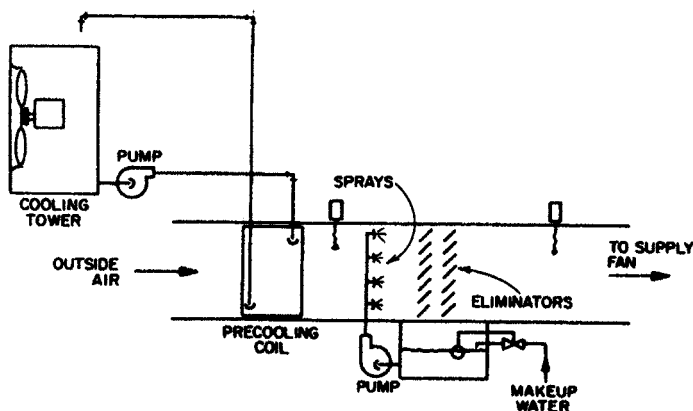 PUMP
COOLING
TOWER
SPRAYS
OUTSIDE
AIR
TO SUPPLY
FAN
ELIMINATORS
PRECOOLING
COIL
PUMP
MAKEUP
WATER